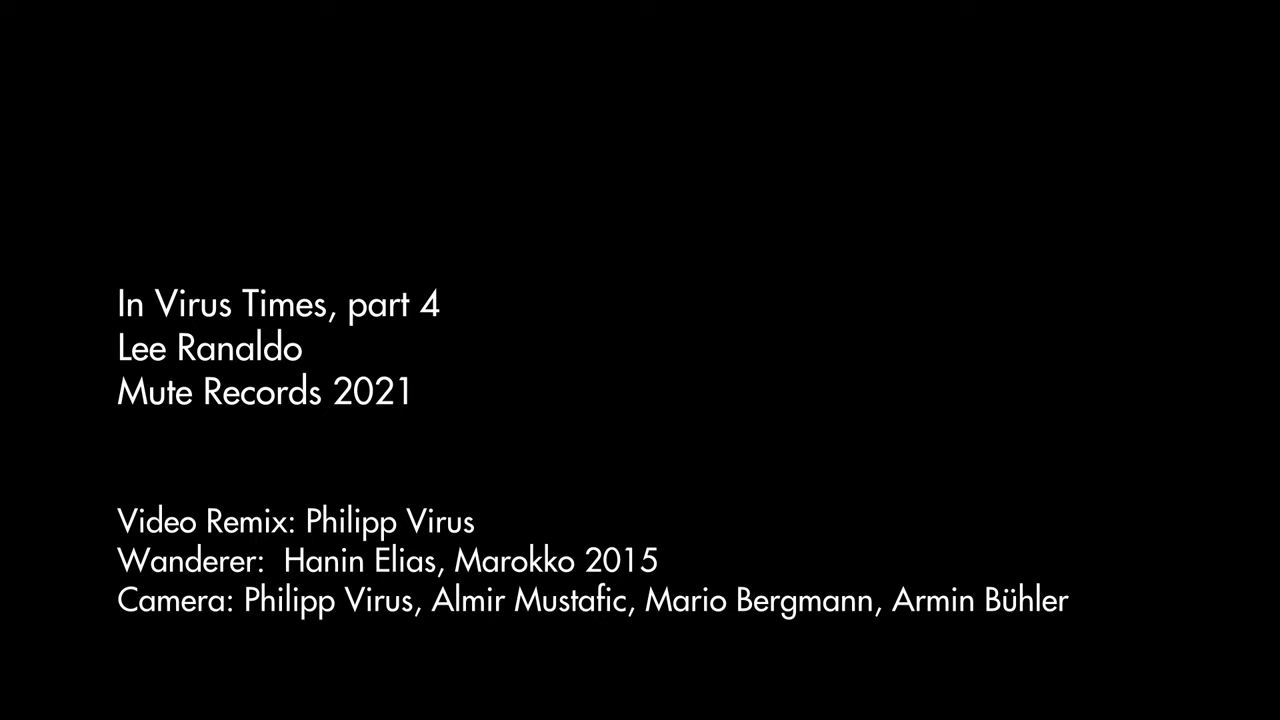 In Virus Times, part 4
Lee Ranaldo
Mute Records 2021
Video Remix: Philipp Virus
Wanderer:  Hanin Elias, Marokko 2015
Camera: Philipp Virus, Almir Mustafic, Mario Bergmann, Armin Bühler